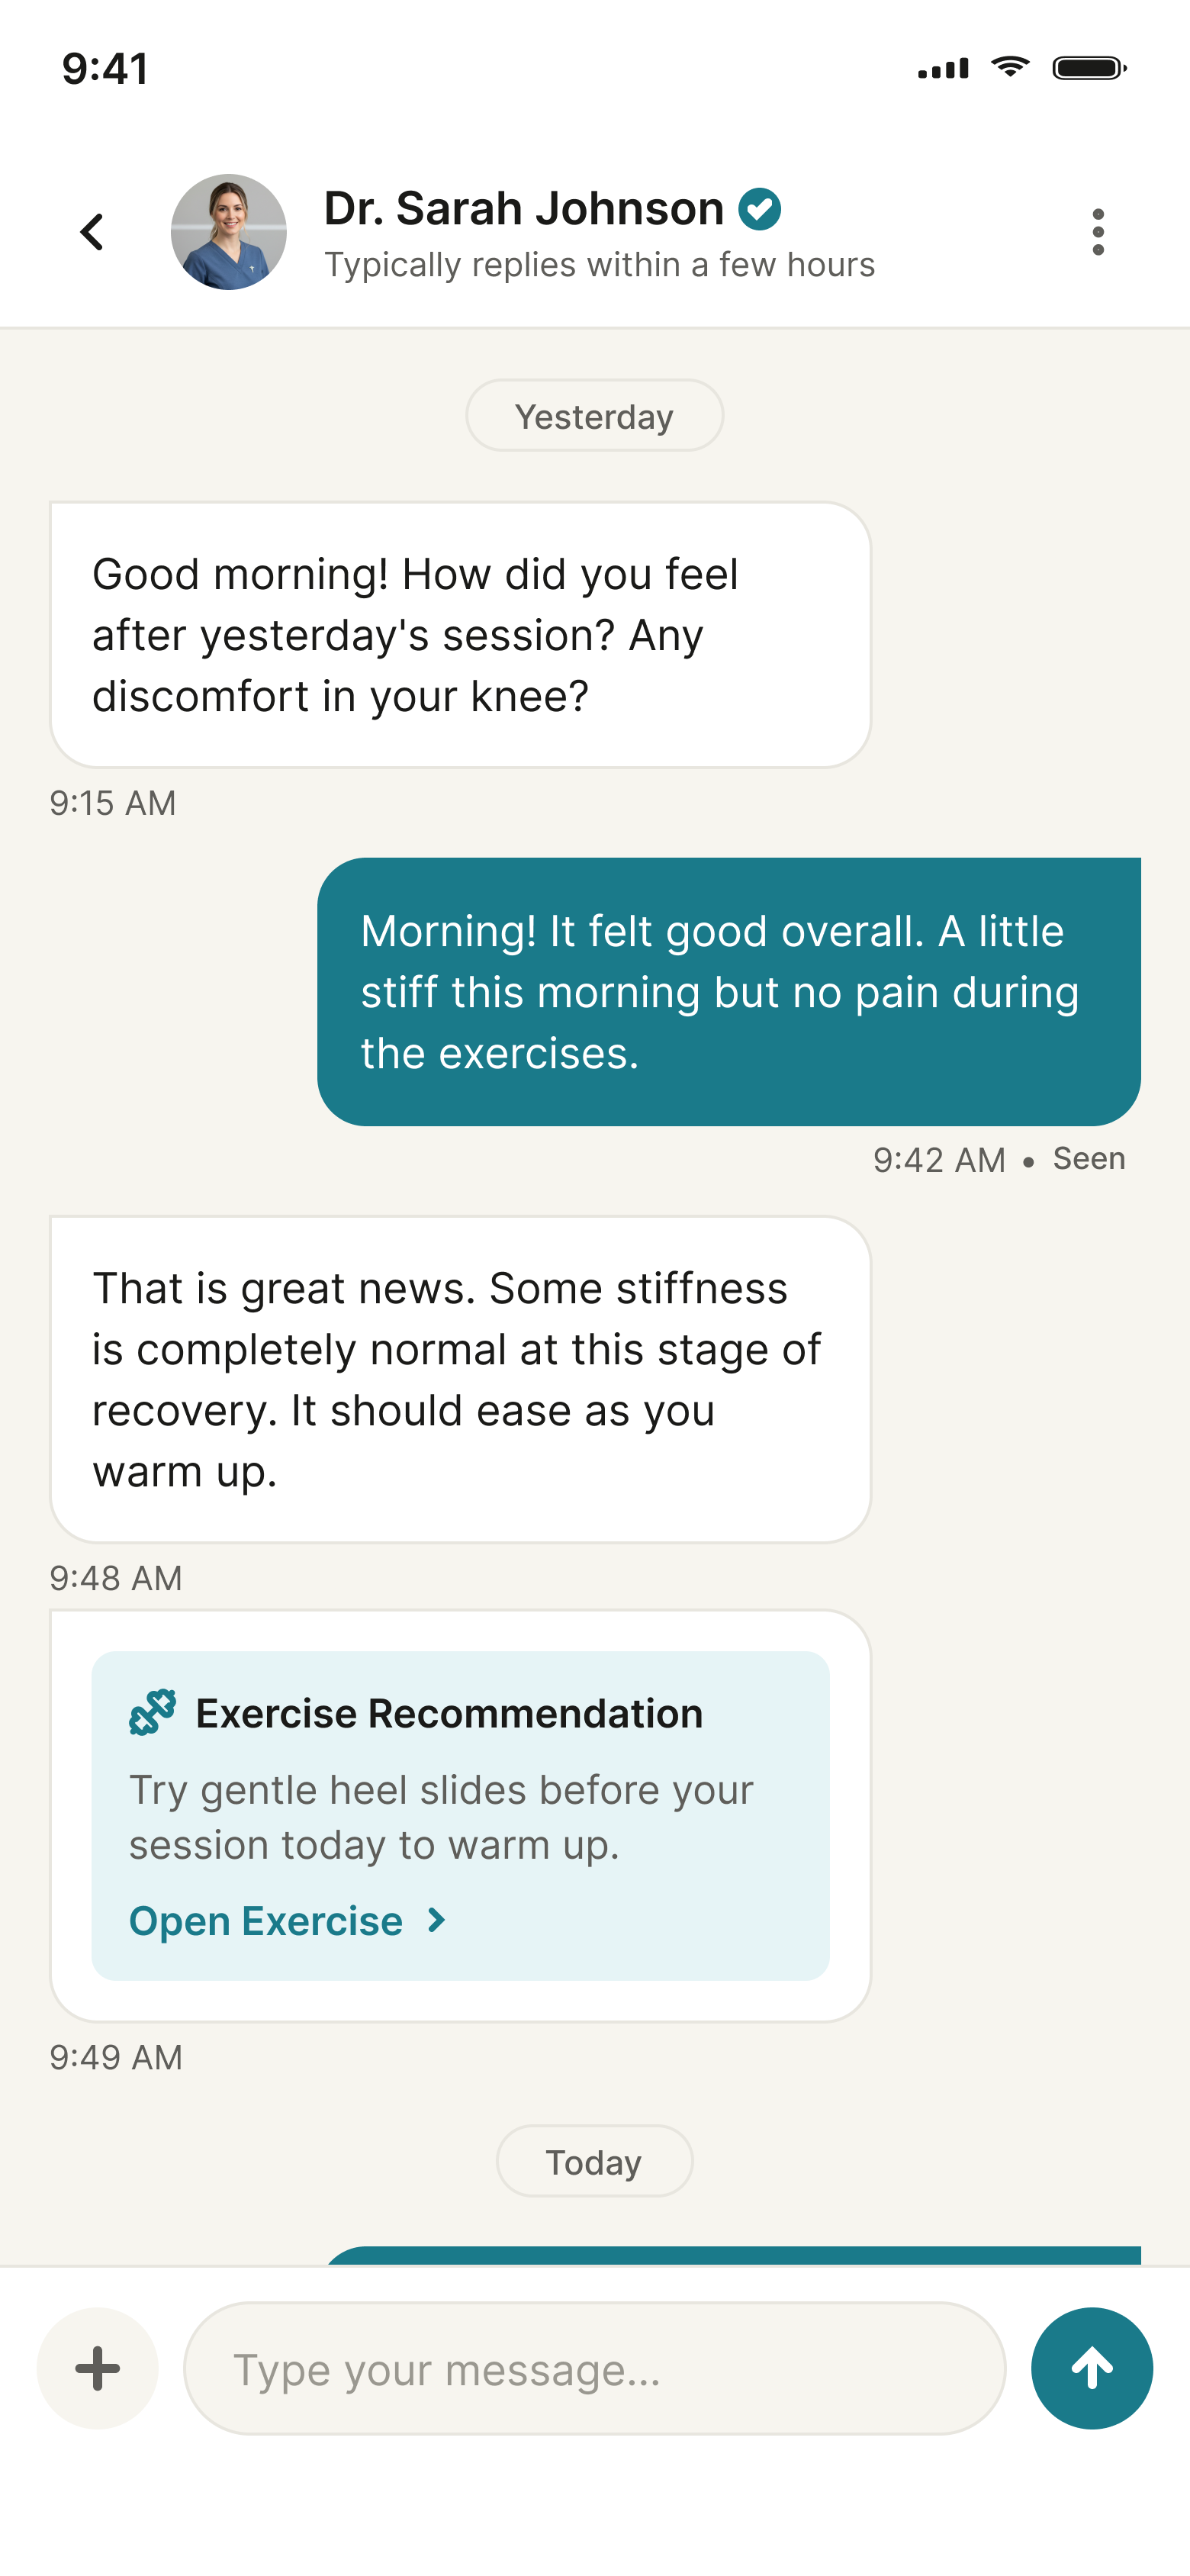 9:41
Dr. Sarah Johnson
Typically replies within a few hours
Yesterday
Good morning! How did you feel
after yesterday's session? Any
discomfort in your knee?
9:15 AM
Morning! It felt good overall. A little
stiff this morning but no pain during
the exercises.
9:42 AM • Seen
That is great news. Some stiffness
is completely normal at this stage of
recovery. It should ease as you
warm up.
9:48 AM
Exercise Recommendation
Try gentle heel slides before your
session today to warm up.
Open Exercise
9:49 AM
Today
Type your message...